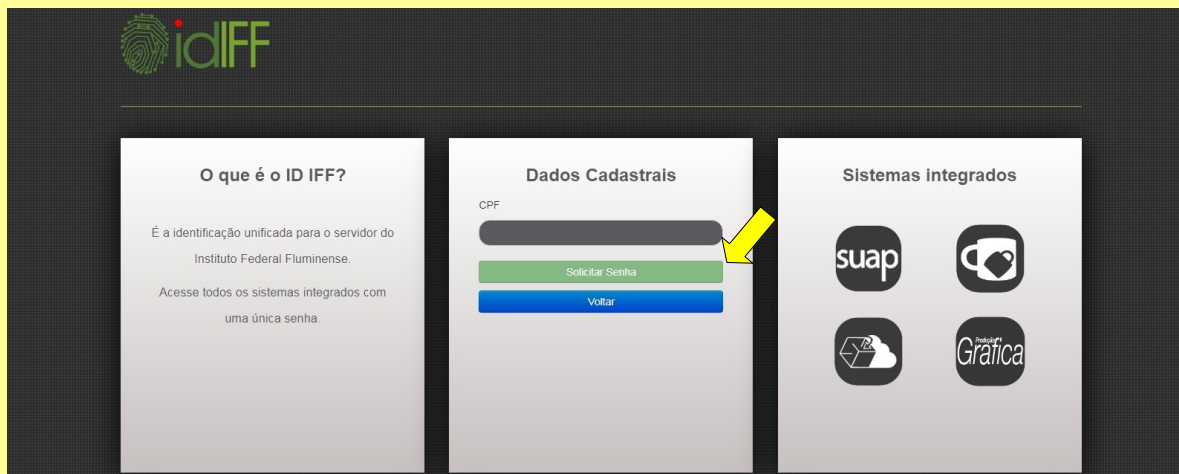 idIFF
O que é o ID IFF?
É a identificação unificada para o servidor do
Instituto Federal Fluminense.
Acesse todos os sistemas integrados com
uma única senha.
Dados Cadastrais
CPF
Solicitar Senha
Voltar
Sistemas integrados
suap
Produção
Gráfica